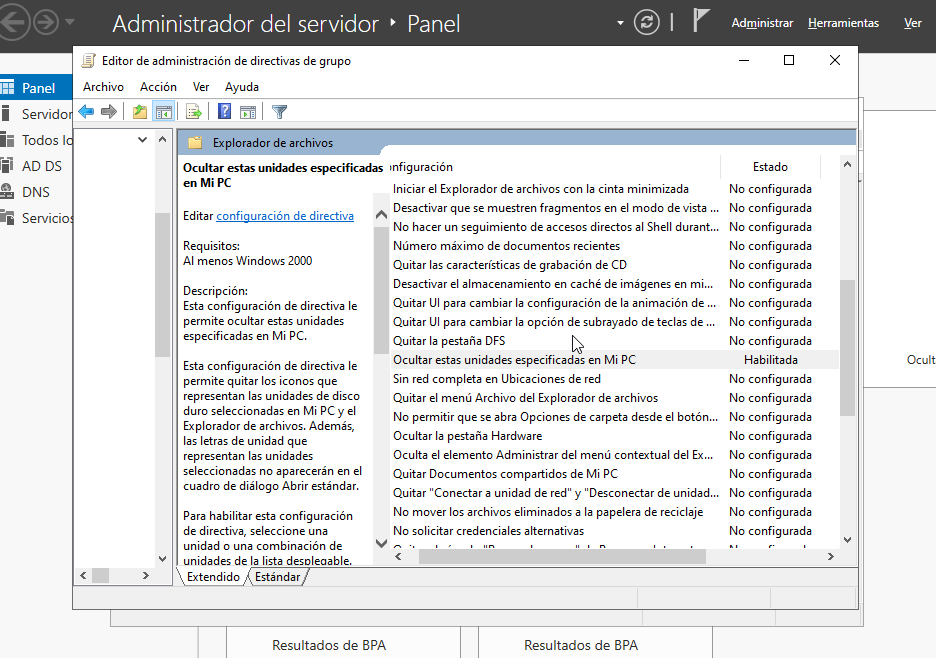 Administrador del servidor
Panel
Administrar
Herramientas
Ver
Editor de administración de directivas de grupo
Archivo
Acción
Ver
Ayuda
Panel
Servidor
Todos lo
AD DS
DNS
Servicios
Explorador de archivos
Ocultar estas unidades especificadas
en Mi PC
Editar configuración de directiva
Requisitos:
Al menos Windows 2000
Descripción:
Esta configuración de directiva le
permite ocultar estas unidades
especificadas en Mi PC.
Esta configuración de directiva le
permite quitar los iconos que
representan las unidades de disco
duro seleccionadas en Mi PC y el
Explorador de archivos. Además,
las letras de unidad que
representan las unidades
seleccionadas no aparecerán en el
cuadro de diálogo Abrir estándar.
Para habilitar esta configuración
de directiva, seleccione una
unidad o una combinación de
unidades de la lista desplegable.
nfiguración Estado
Iniciar el Explorador de archivos con la cinta minimizada No configurada
Desactivar que se muestren fragmentos en el modo de vista ... No configurada
No hacer un seguimiento de accesos directos al Shell durant... No configurada
Número máximo de documentos recientes No configurada
Quitar las características de grabación de CD No configurada
Desactivar el almacenamiento en caché de imágenes en mi... No configurada
Quitar UI para cambiar la configuración de la animación de ... No configurada
Quitar UI para cambiar la opción de subrayado de teclas de ... No configurada
Quitar la pestaña DFS No configurada
Ocultar estas unidades especificadas en Mi PC Habilitada
Sin red completa en Ubicaciones de red No configurada
Quitar el menú Archivo del Explorador de archivos No configurada
No permitir que se abra Opciones de carpeta desde el botón... No configurada
Ocultar la pestaña Hardware No configurada
Oculta el elemento Administrar del menú contextual del Ex... No configurada
Quitar Documentos compartidos de Mi PC No configurada
Quitar "Conectar a unidad de red" y "Desconectar de unidad... No configurada
No mover los archivos eliminados a la papelera de reciclaje No configurada
No solicitar credenciales alternativas No configurada
Extendido
Estándar
Ocult
Resultados de BPA
Resultados de BPA